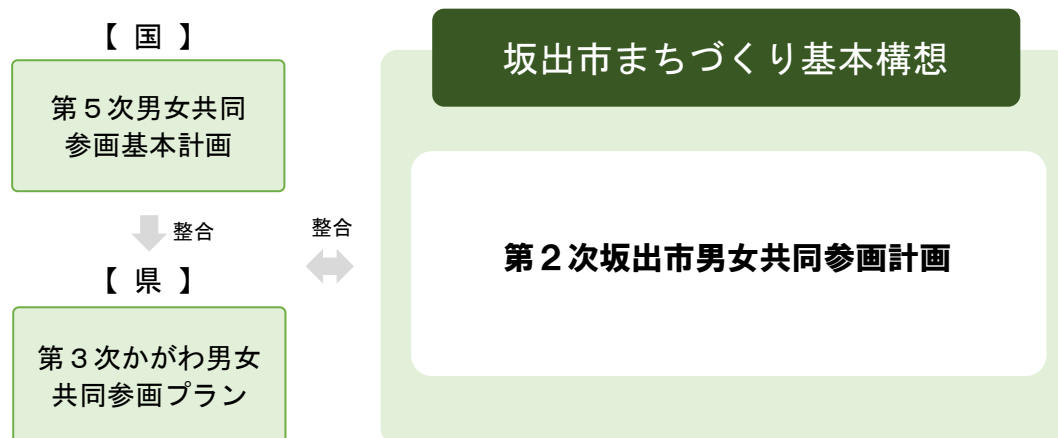 【 国 】
第５次男女共同
参画基本計画
整合
【 県 】
第３次かがわ男女
共同参画プラン
整合
坂出市まちづくり基本構想
第２次坂出市男女共同参画計画